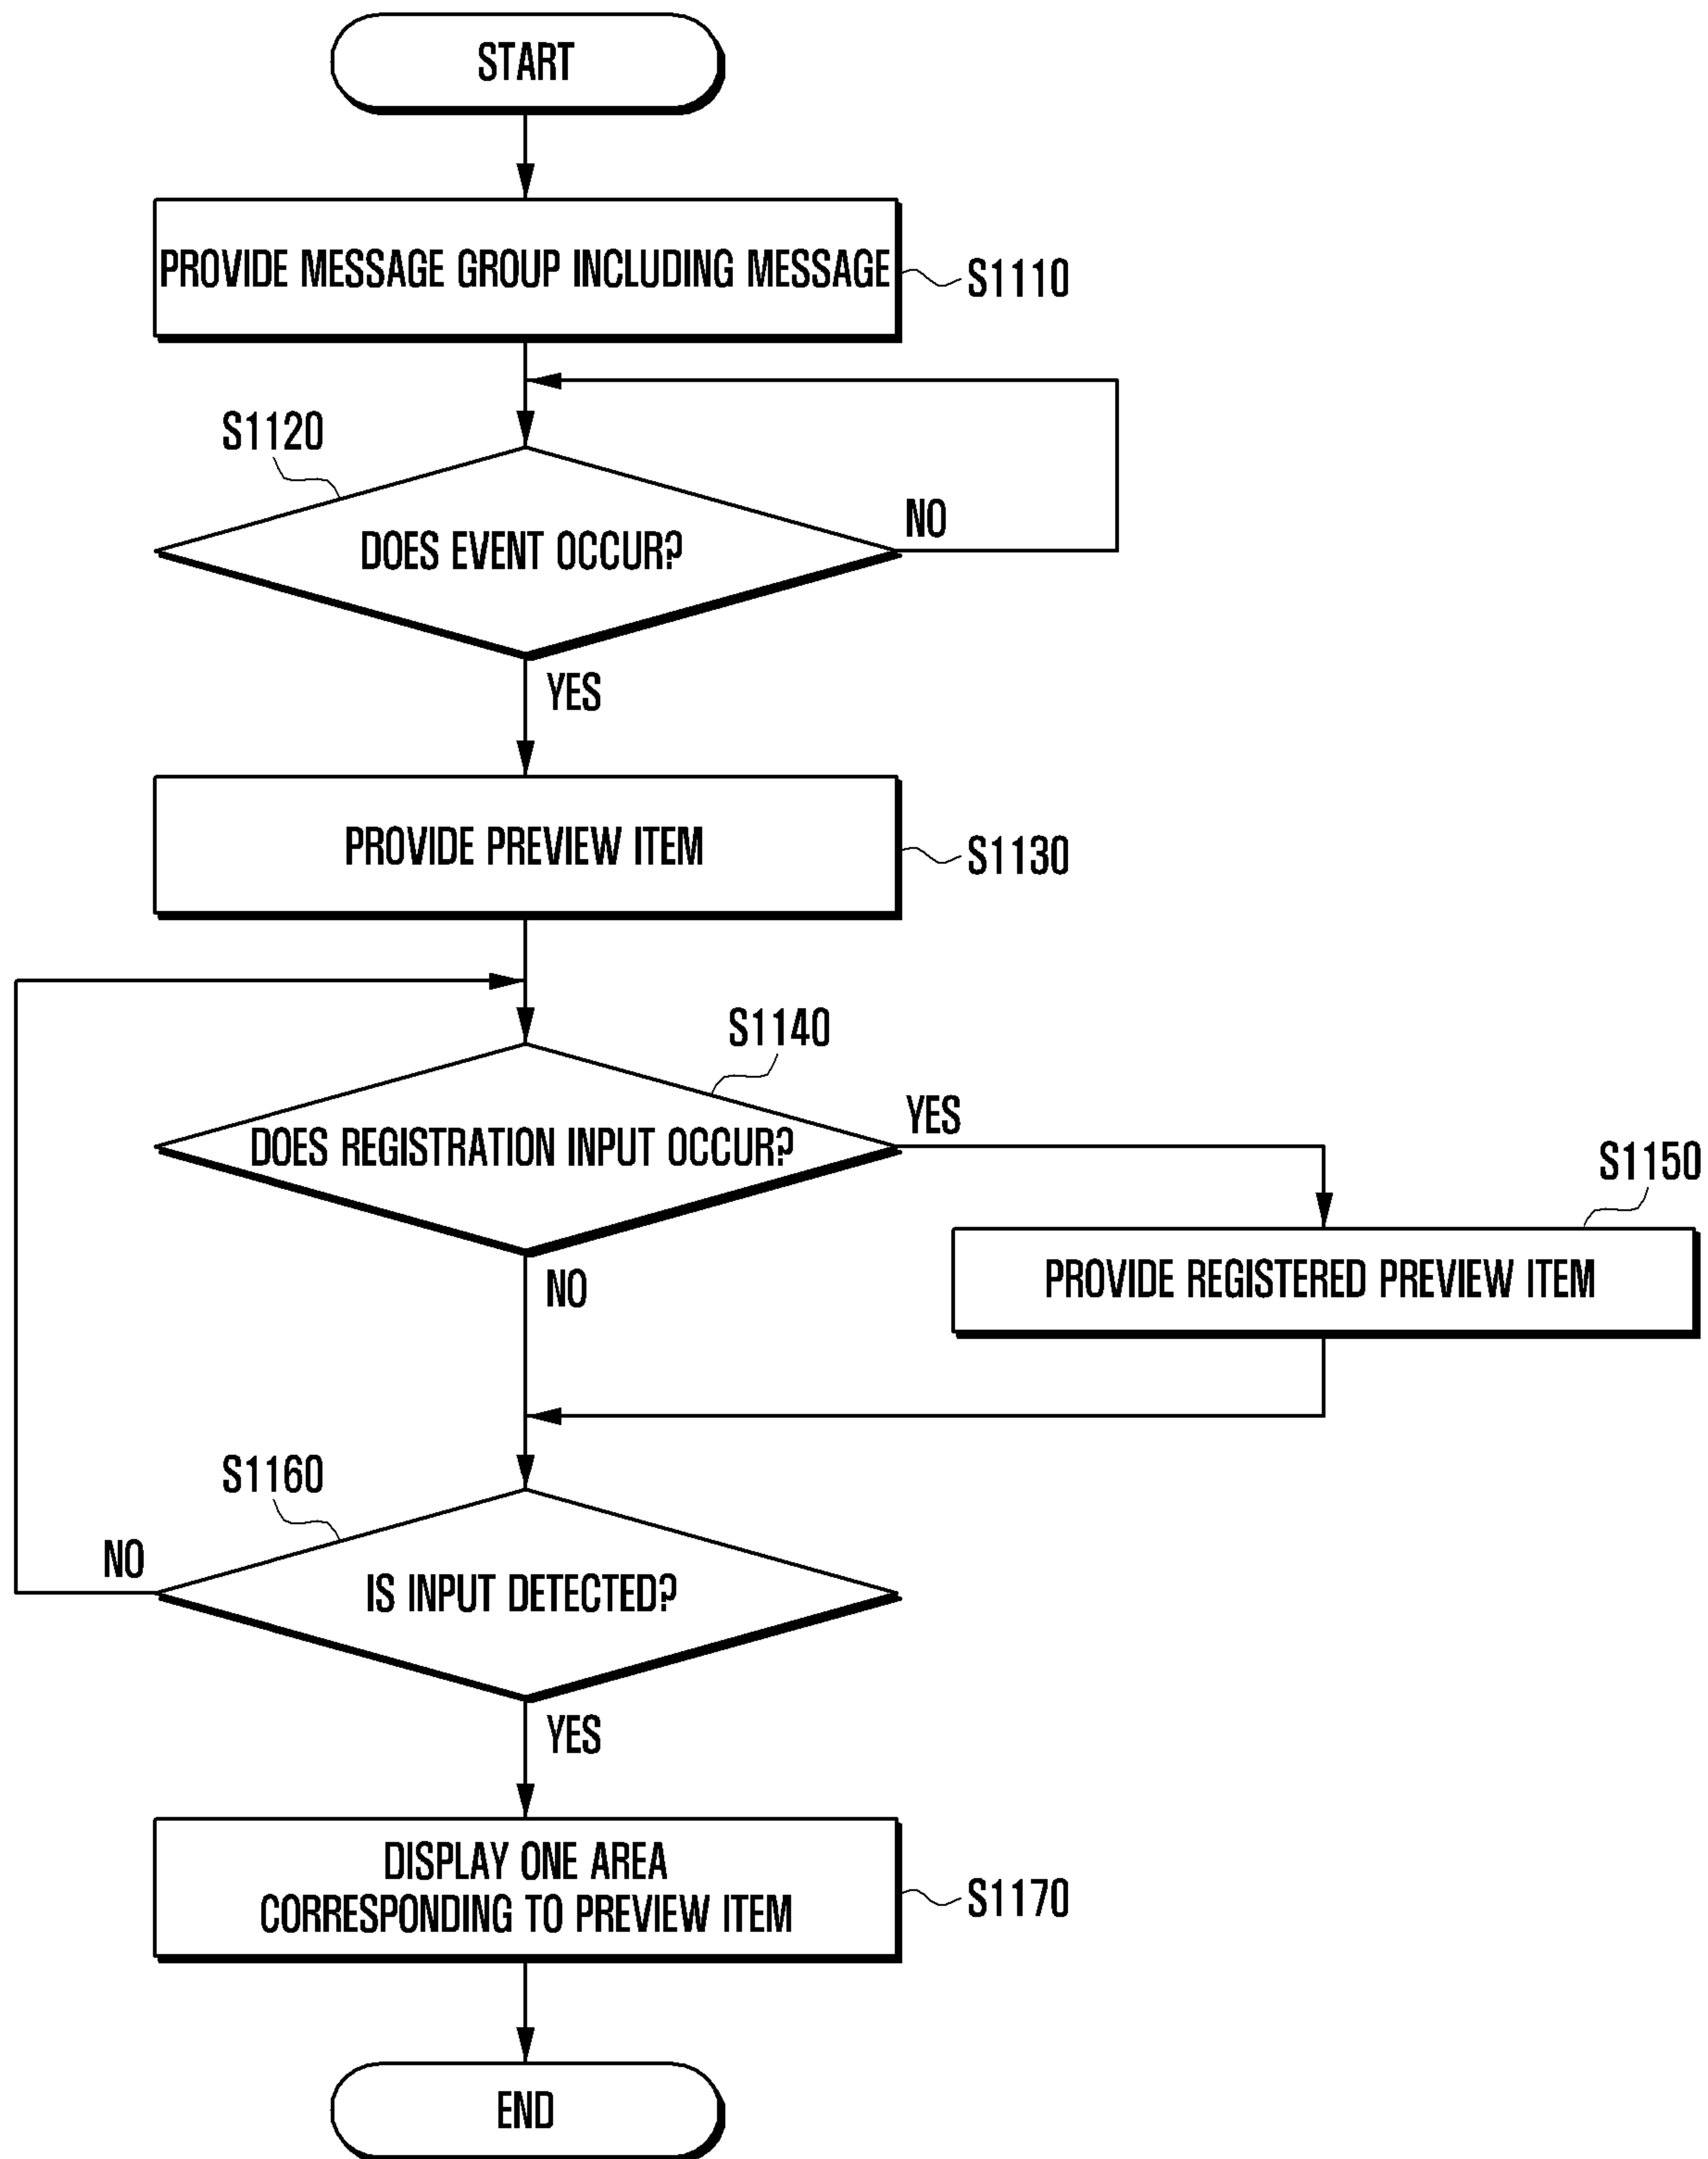 START
PROVIDE MESSAGE GROUP INCLUDING MESSAGE
S1110
S1120
DOES EVENT OCCUR?
NO
YES
PROVIDE PREVIEW ITEM
S1130
S1140
DOES REGISTRATION INPUT OCCUR?
YES
S1150
PROVIDE REGISTERED PREVIEW ITEM
NO
S1160
NO
IS INPUT DETECTED?
YES
DISPLAY ONE AREA
CORRESPONDING TO PREVIEW ITEM
S1170
END